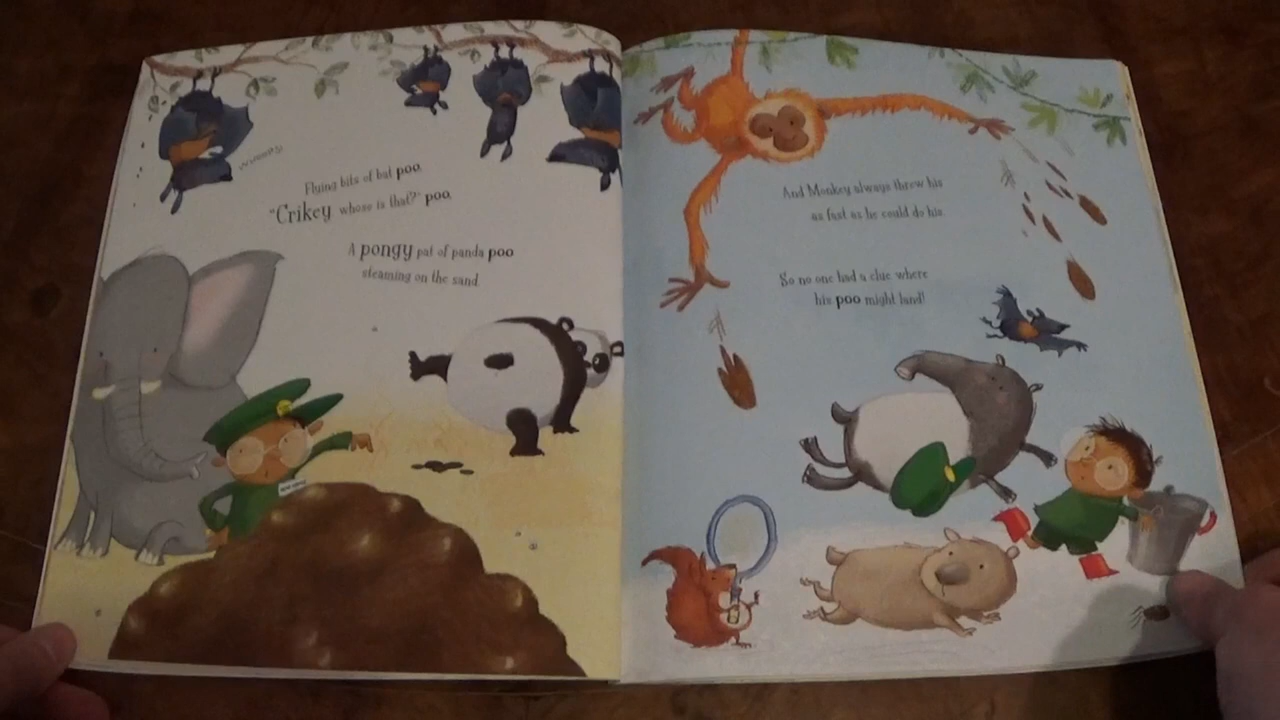 Flying bits of bat poo.
"Crikey whose is that?" poo.
A pongy pat of panda poo
steaming on the sand.
And Monkey always threw his
as fast as he could do his.
So no one had a clue where
his poo might land!